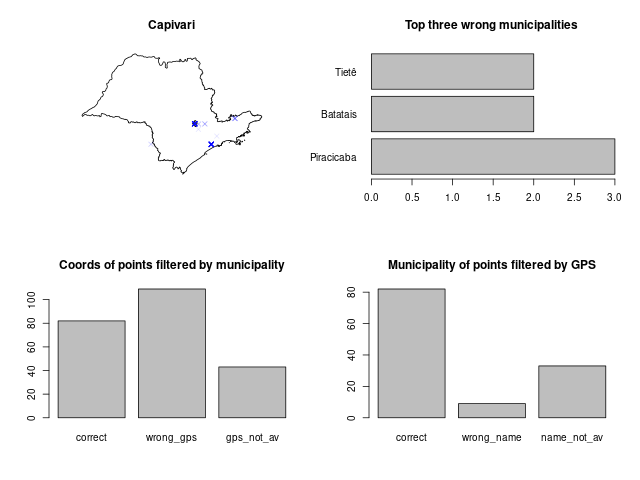 Capivari
Top three wrong municipalities
Tietê
Batatais
Piracicaba
0.0 0.5 1.0 1.5 2.0 2.5 3.0
Coords of points filtered by municipality
100
80
60
40
20
0
correct wrong_gps gps_not_av
Municipality of points filtered by GPS
80
60
40
20
0
correct wrong_name name_not_av